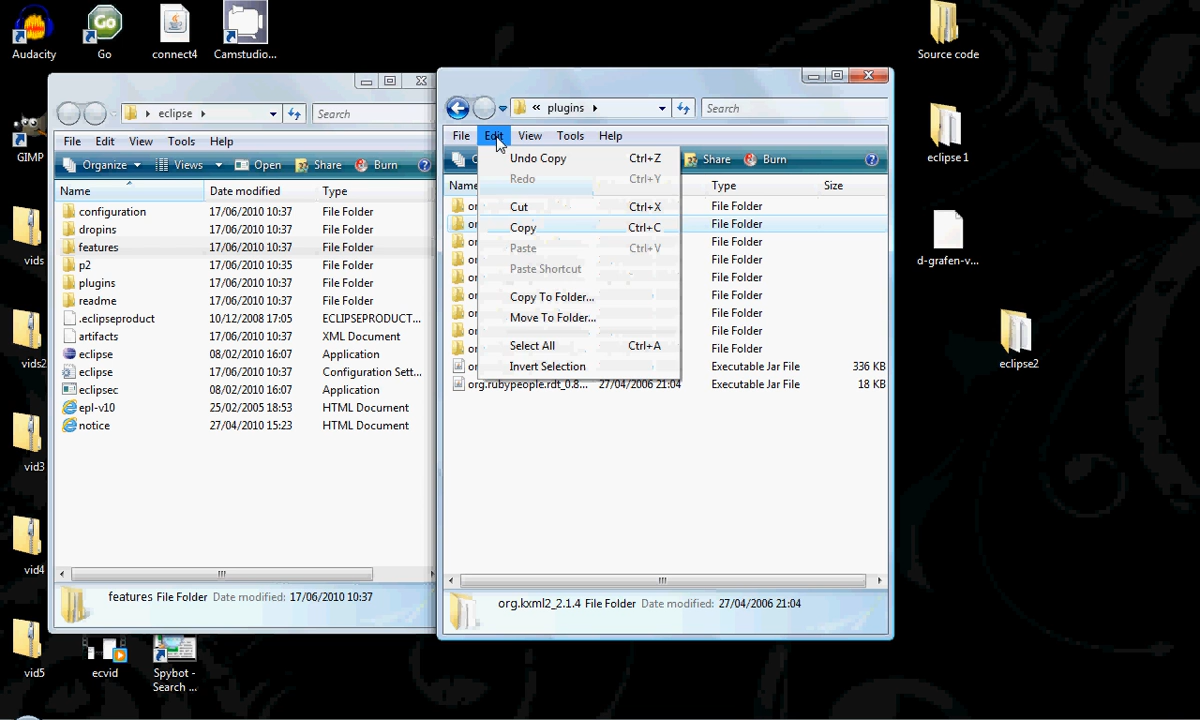 Audacity
Go
connect4
Camstudio...
Source code
GIMP
eclipse 1
vids
d-grafen-v...
vids2
eclipse2
vid3
vid4
vid5
ecvid
Spybot -
Search ...
eclipse
Search
File Edit View Tools Help
Organize Views Open Share Burn
Name Date modified Type
configuration 17/06/2010 10:37 File Folder
dropins 17/06/2010 10:37 File Folder
features 17/06/2010 10:37 File Folder
p2 17/06/2010 10:35 File Folder
plugins 17/06/2010 10:37 File Folder
readme 17/06/2010 10:37 File Folder
.eclipseproduct 10/12/2008 17:05 ECLIPSEPRODUCT...
artifacts 17/06/2010 10:37 XML Document
eclipse 08/02/2010 16:07 Application
eclipse 17/06/2010 10:37 Configuration Sett...
eclipsec 08/02/2010 16:07 Application
epl-v10 25/02/2005 18:53 HTML Document
notice 27/04/2010 15:23 HTML Document
features File Folder Date modified: 17/06/2010 10:37
« plugins
Search
File Edit View Tools Help
Share Burn
Type Size
Undo Copy Ctrl+Z
Redo Ctrl+Y
Cut Ctrl+X
Copy Ctrl+C
Paste Ctrl+V
Paste Shortcut
Copy To Folder...
Move To Folder...
Select All Ctrl+A
Invert Selection
File Folder
File Folder
File Folder
File Folder
File Folder
File Folder
File Folder
File Folder
File Folder
Executable Jar File 336 KB
org.rubypeople.rdt_0.8... 27/04/2006 21:04 Executable Jar File 18 KB
org.kxml2_2.1.4 File Folder Date modified: 27/04/2006 21:04